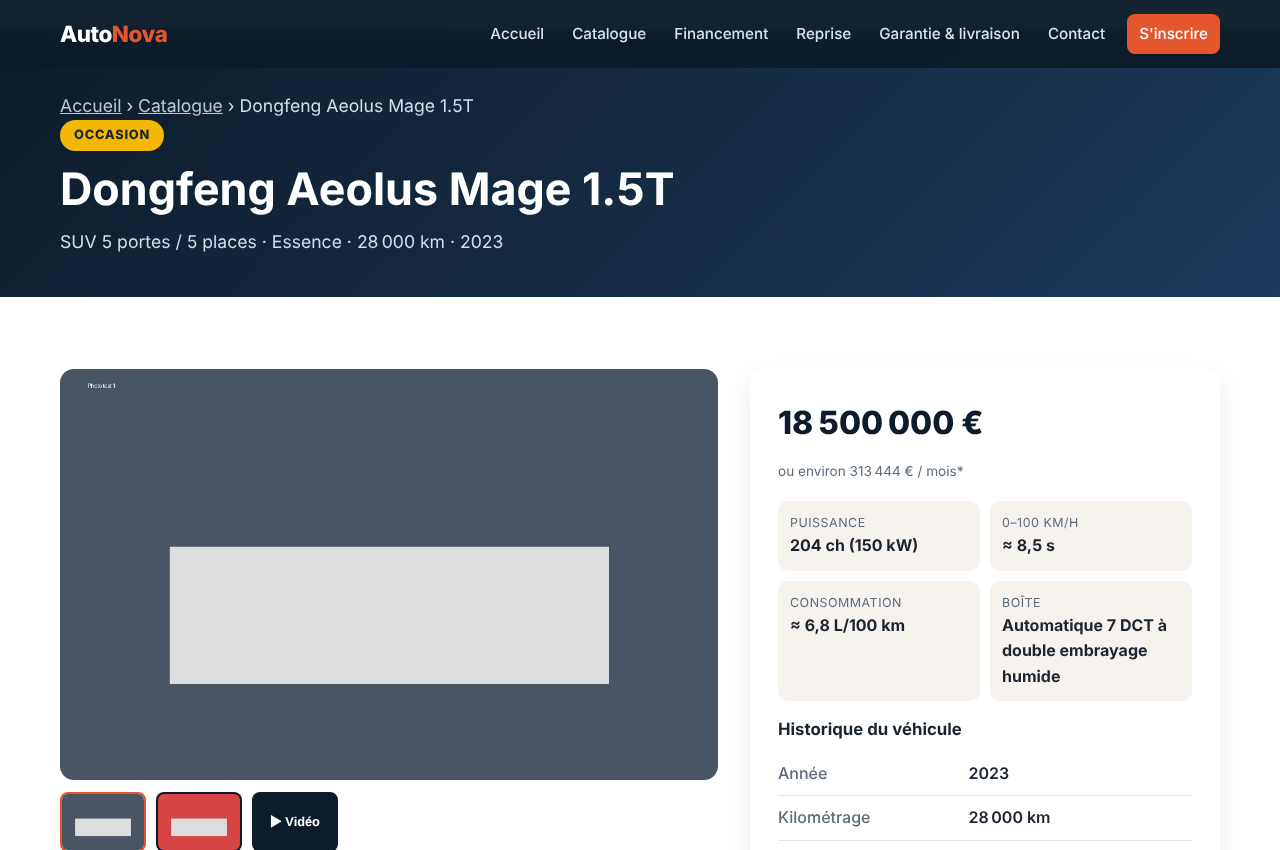 AutoNova
Accueil Catalogue Financement Reprise Garantie & livraison Contact S'inscrire
Accueil › Catalogue › Dongfeng Aeolus Mage 1.5T
OCCASION
Dongfeng Aeolus Mage 1.5T
SUV 5 portes / 5 places · Essence · 28 000 km · 2023
Photo test 1
18 500 000 €
ou environ 313 444 € / mois*
PUISSANCE
204 ch (150 kW)
0–100 KM/H
≈ 8,5 s
CONSOMMATION
≈ 6,8 L/100 km
BOÎTE
Automatique 7 DCT à
double embrayage
humide
Historique du véhicule
Année 2023
Kilométrage 28 000 km
▶ Vidéo